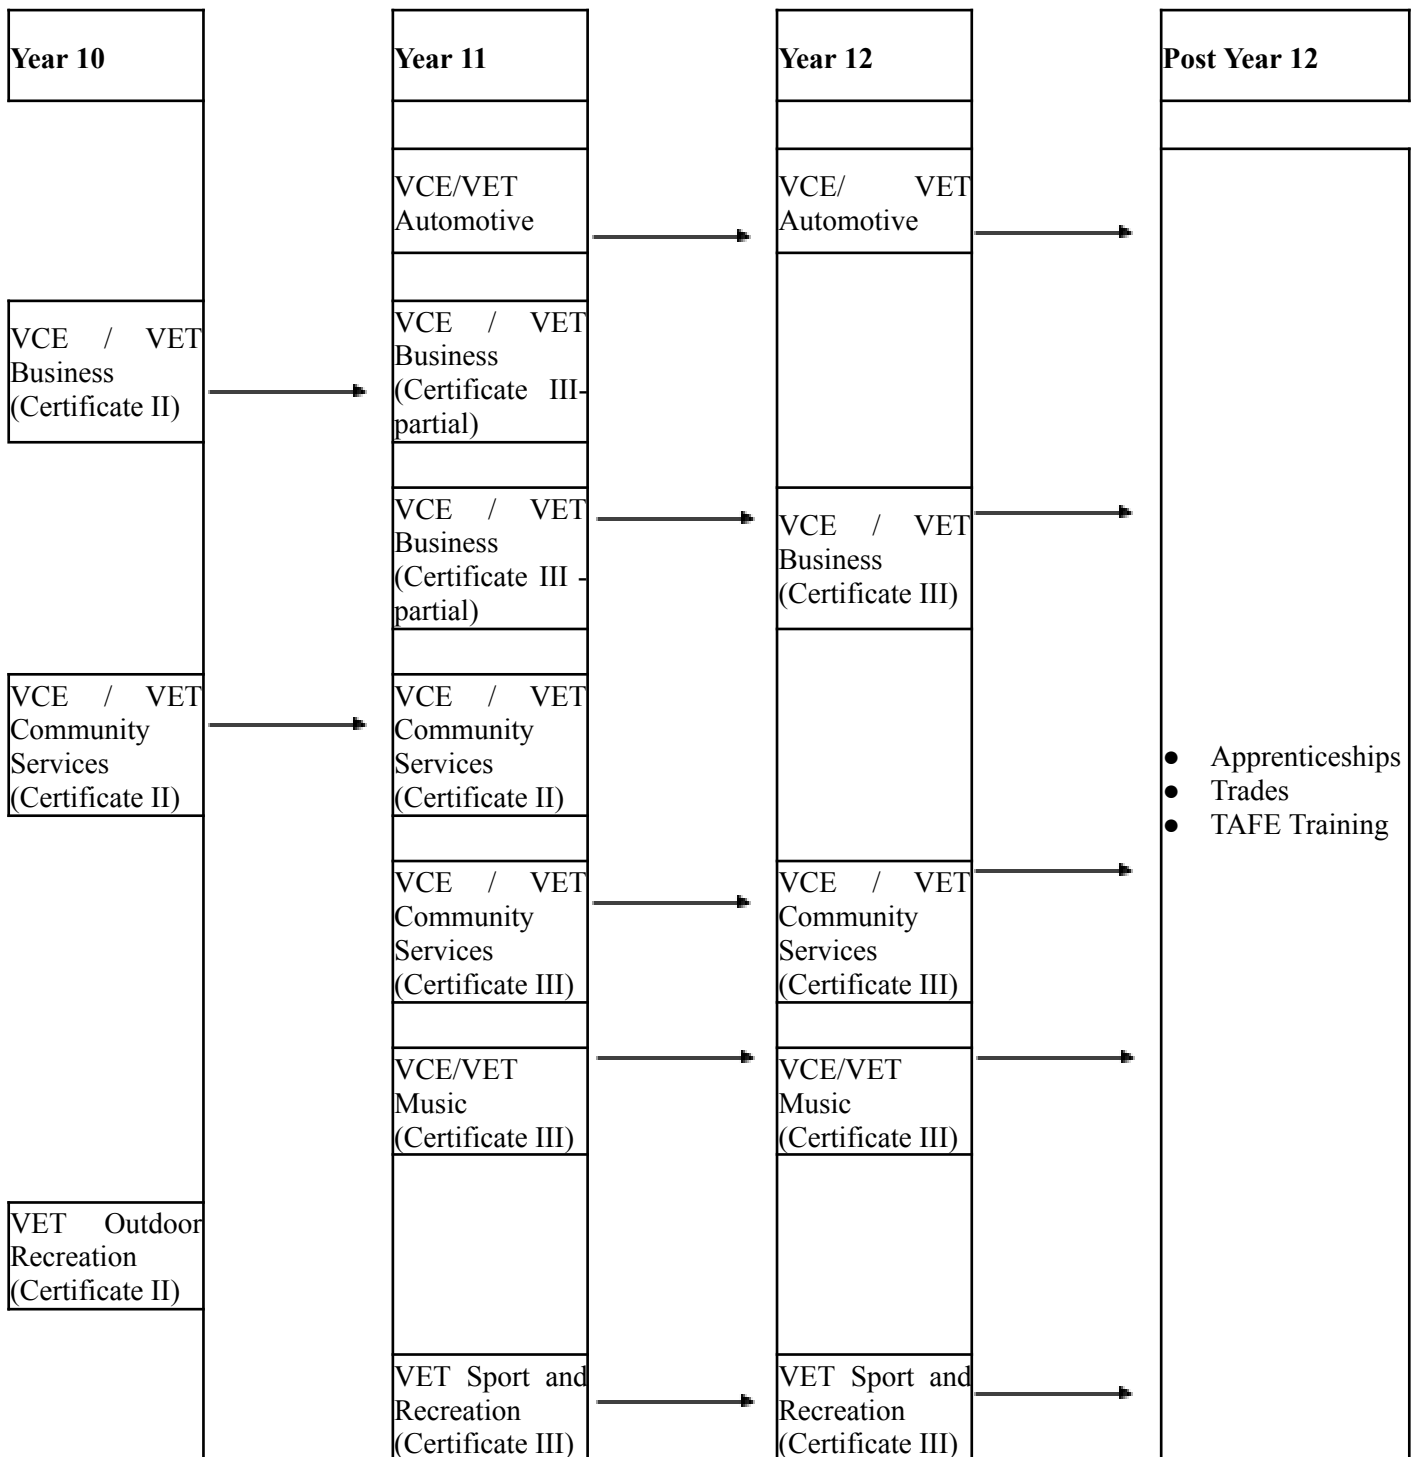 Year 10
Year 11
Year 12
Post Year 12
VCE/VET
Automotive
VCE/ VET
Automotive
VCE / VET
Business
(Certificate II)
VCE / VET
Business
(Certificate III-
partial)
VCE / VET
Business
(Certificate III -
partial)
VCE / VET
Business
(Certificate III)
VCE / VET
Community
Services
(Certificate II)
VCE / VET
Community
Services
(Certificate II)
● Apprenticeships
● Trades
● TAFE Training
VCE / VET
Community
Services
(Certificate III)
VCE / VET
Community
Services
(Certificate III)
VCE/VET
Music
(Certificate III)
VCE/VET
Music
(Certificate III)
VET Outdoor
Recreation
(Certificate II)
VET Sport and
Recreation
(Certificate III)
VET Sport and
Recreation
(Certificate III)